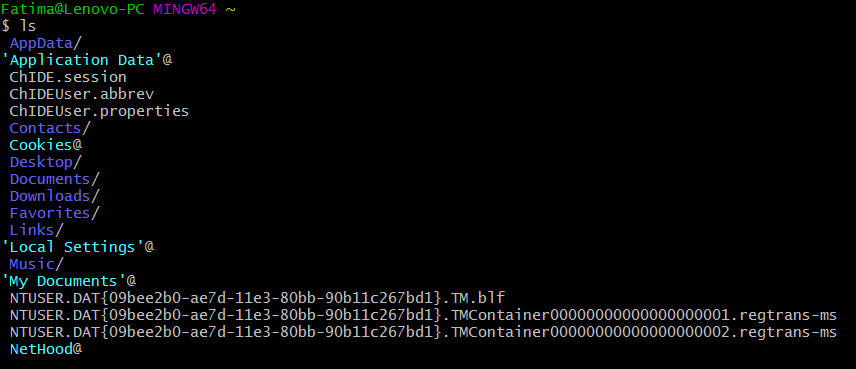 Fatima@Lenovo-PC MINGW64 ~
$ ls
AppData/
'Application Data'@
ChIDE.session
ChIDEUser.abbrev
ChIDEUser.properties
Contacts/
Cookies@
Desktop/
Documents/
Downloads/
Favorites/
Links/
'Local Settings'@
Music/
'My Documents'@
NTUSER.DAT{09bee2b0-ae7d-11e3-80bb-90b11c267bd1}.TM.blf
NTUSER.DAT{09bee2b0-ae7d-11e3-80bb-90b11c267bd1}.TMContainer00000000000000000001.regtrans-ms
NTUSER.DAT{09bee2b0-ae7d-11e3-80bb-90b11c267bd1}.TMContainer00000000000000000002.regtrans-ms
NetHood@